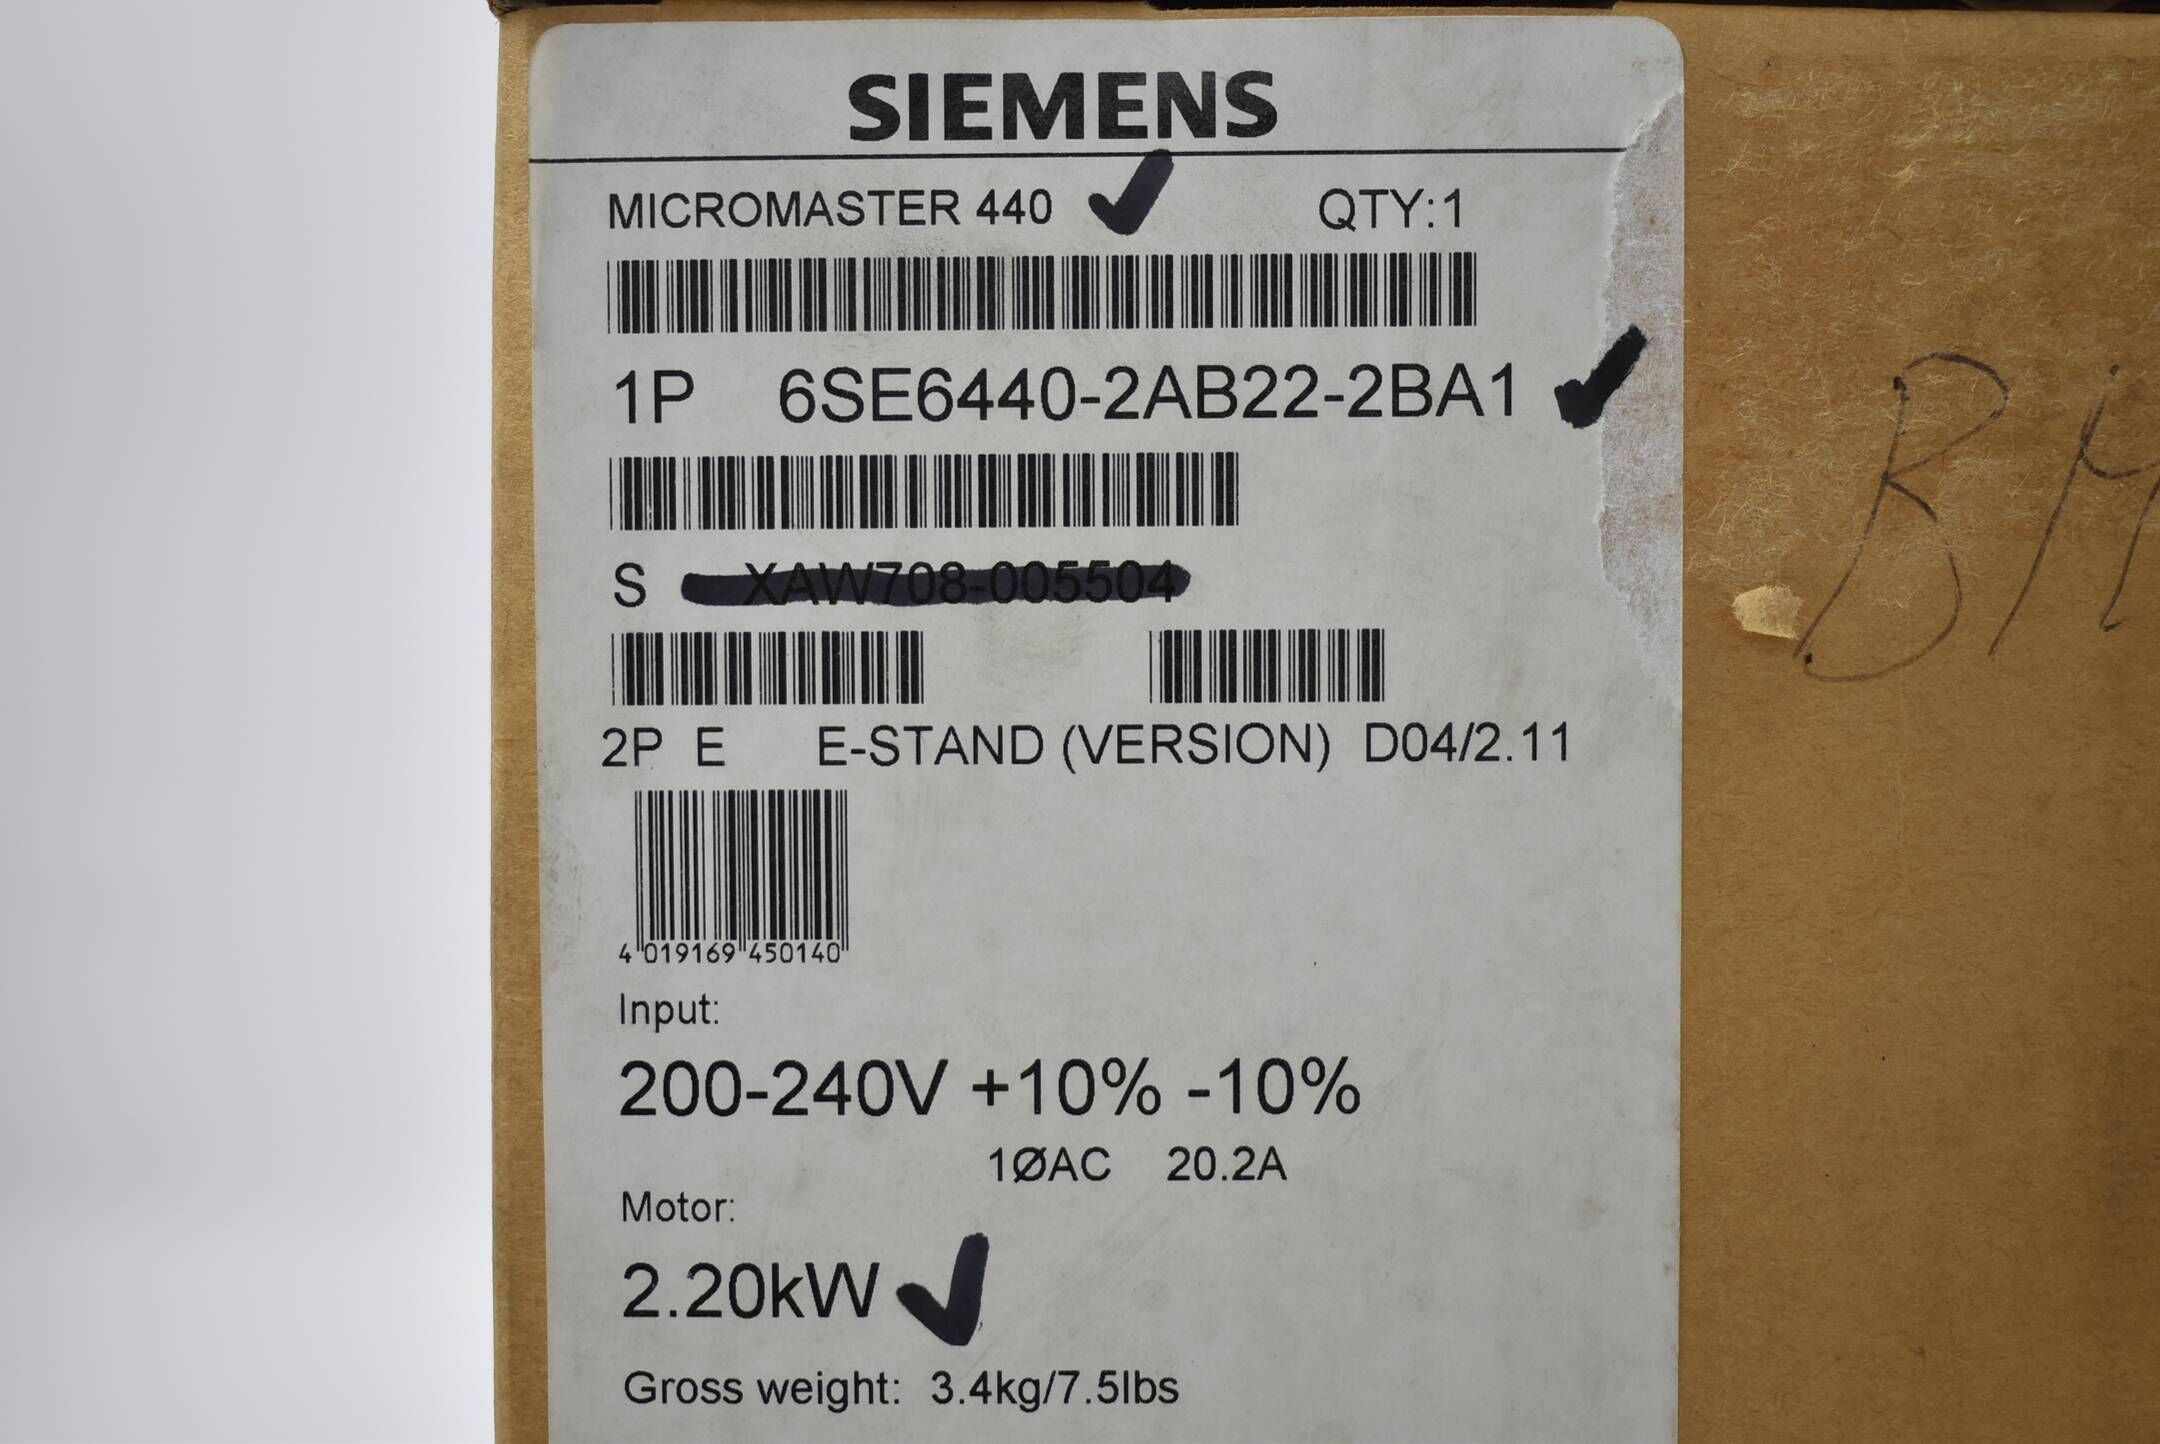 SIEMENS
MICROMASTER 440 QTY:1
1P 6SE6440-2AB22-2BA1
S XAW708-005504
2P E E-STAND (VERSION) D04/2.11
4 019169 450140
Input:
200-240V +10% -10%
1ØAC 20.2A
Motor:
2.20kW
Gross weight: 3.4kg/7.5lbs